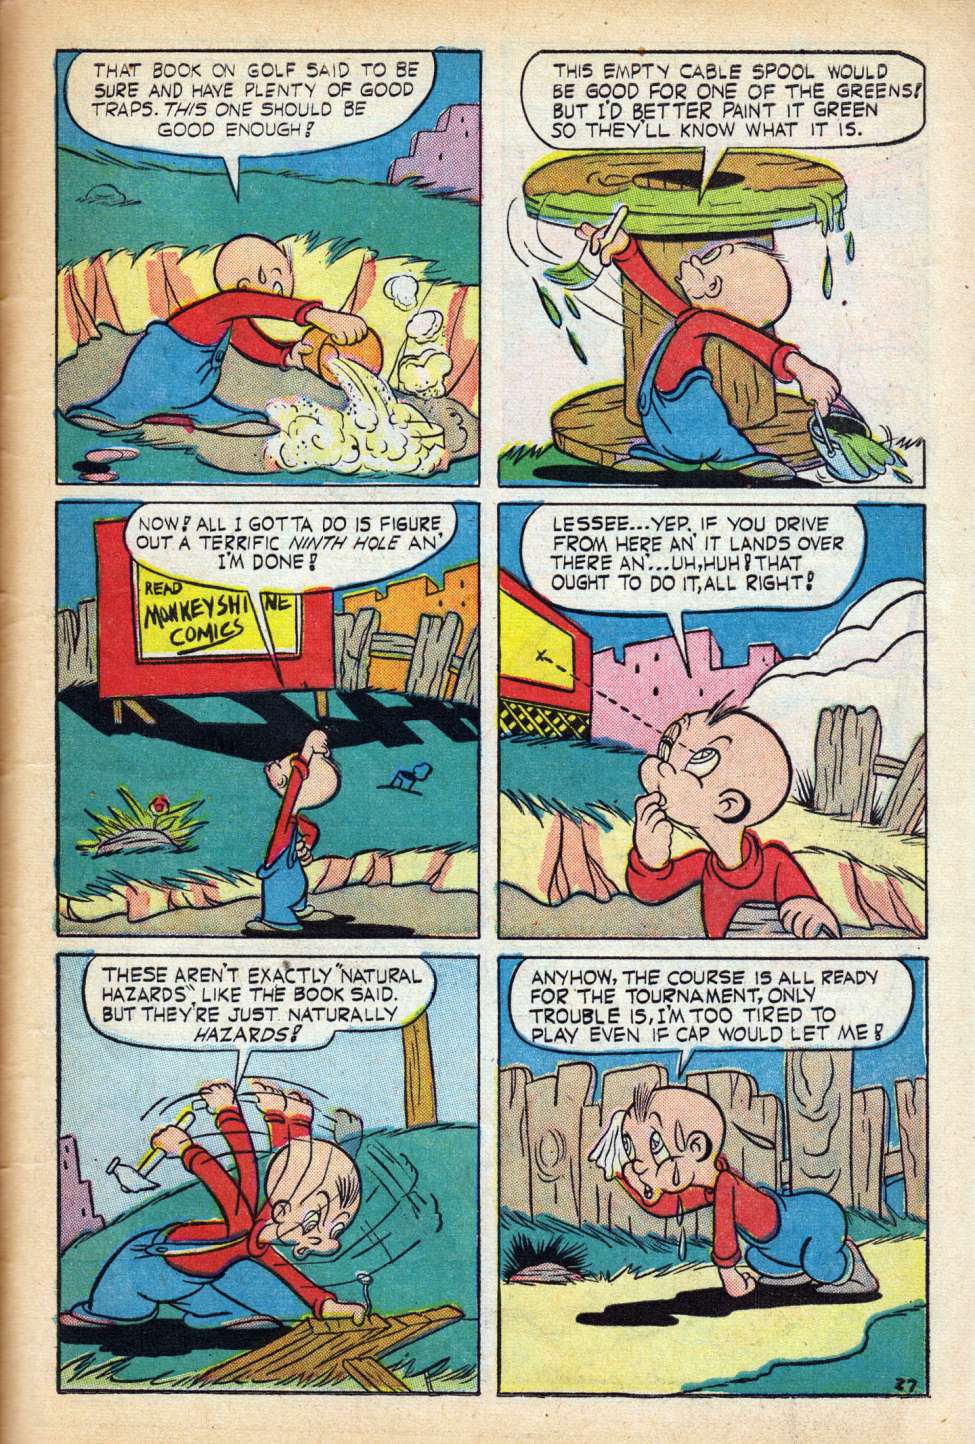 THAT BOOK ON GOLF SAID TO BE
SURE AND HAVE PLENTY OF GOOD
TRAPS. THIS ONE SHOULD BE
GOOD ENOUGH!
THIS EMPTY CABLE SPOOL WOULD
BE GOOD FOR ONE OF THE GREENS!
BUT I'D BETTER PAINT IT GREEN
SO THEY'LL KNOW WHAT IT IS.
NOW! ALL I GOTTA DO IS FIGURE
OUT A TERRIFIC NINTH HOLE AN'
I'M DONE!
READ
MONKEYSHINE
COMICS
LESSEE...YEP. IF YOU DRIVE
FROM HERE AN' IT LANDS OVER
THERE AN'...UH, HUH! THAT
OUGHT TO DO IT, ALL RIGHT!
THESE AREN'T EXACTLY "NATURAL
HAZARDS", LIKE THE BOOK SAID.
BUT THEY'RE JUST NATURALLY
HAZARDS!
ANYHOW, THE COURSE IS ALL READY
FOR THE TOURNAMENT, ONLY
TROUBLE IS, I'M TOO TIRED TO
PLAY EVEN IF CAP WOULD LET ME!
37